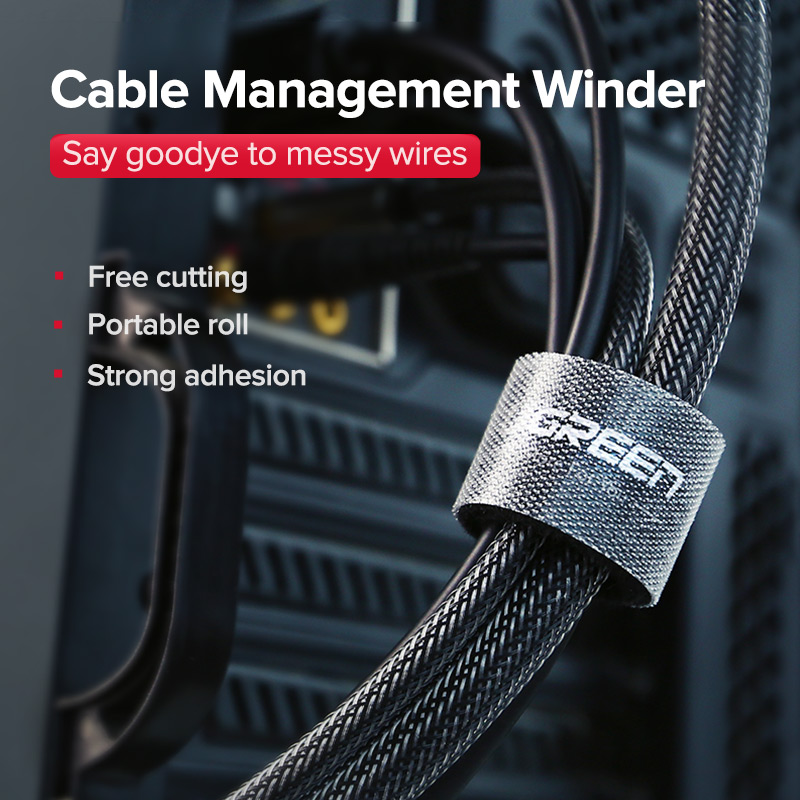 Cable Management Winder
Say goodye to messy wires
Free cutting
Portable roll
Strong adhesion
GREEN